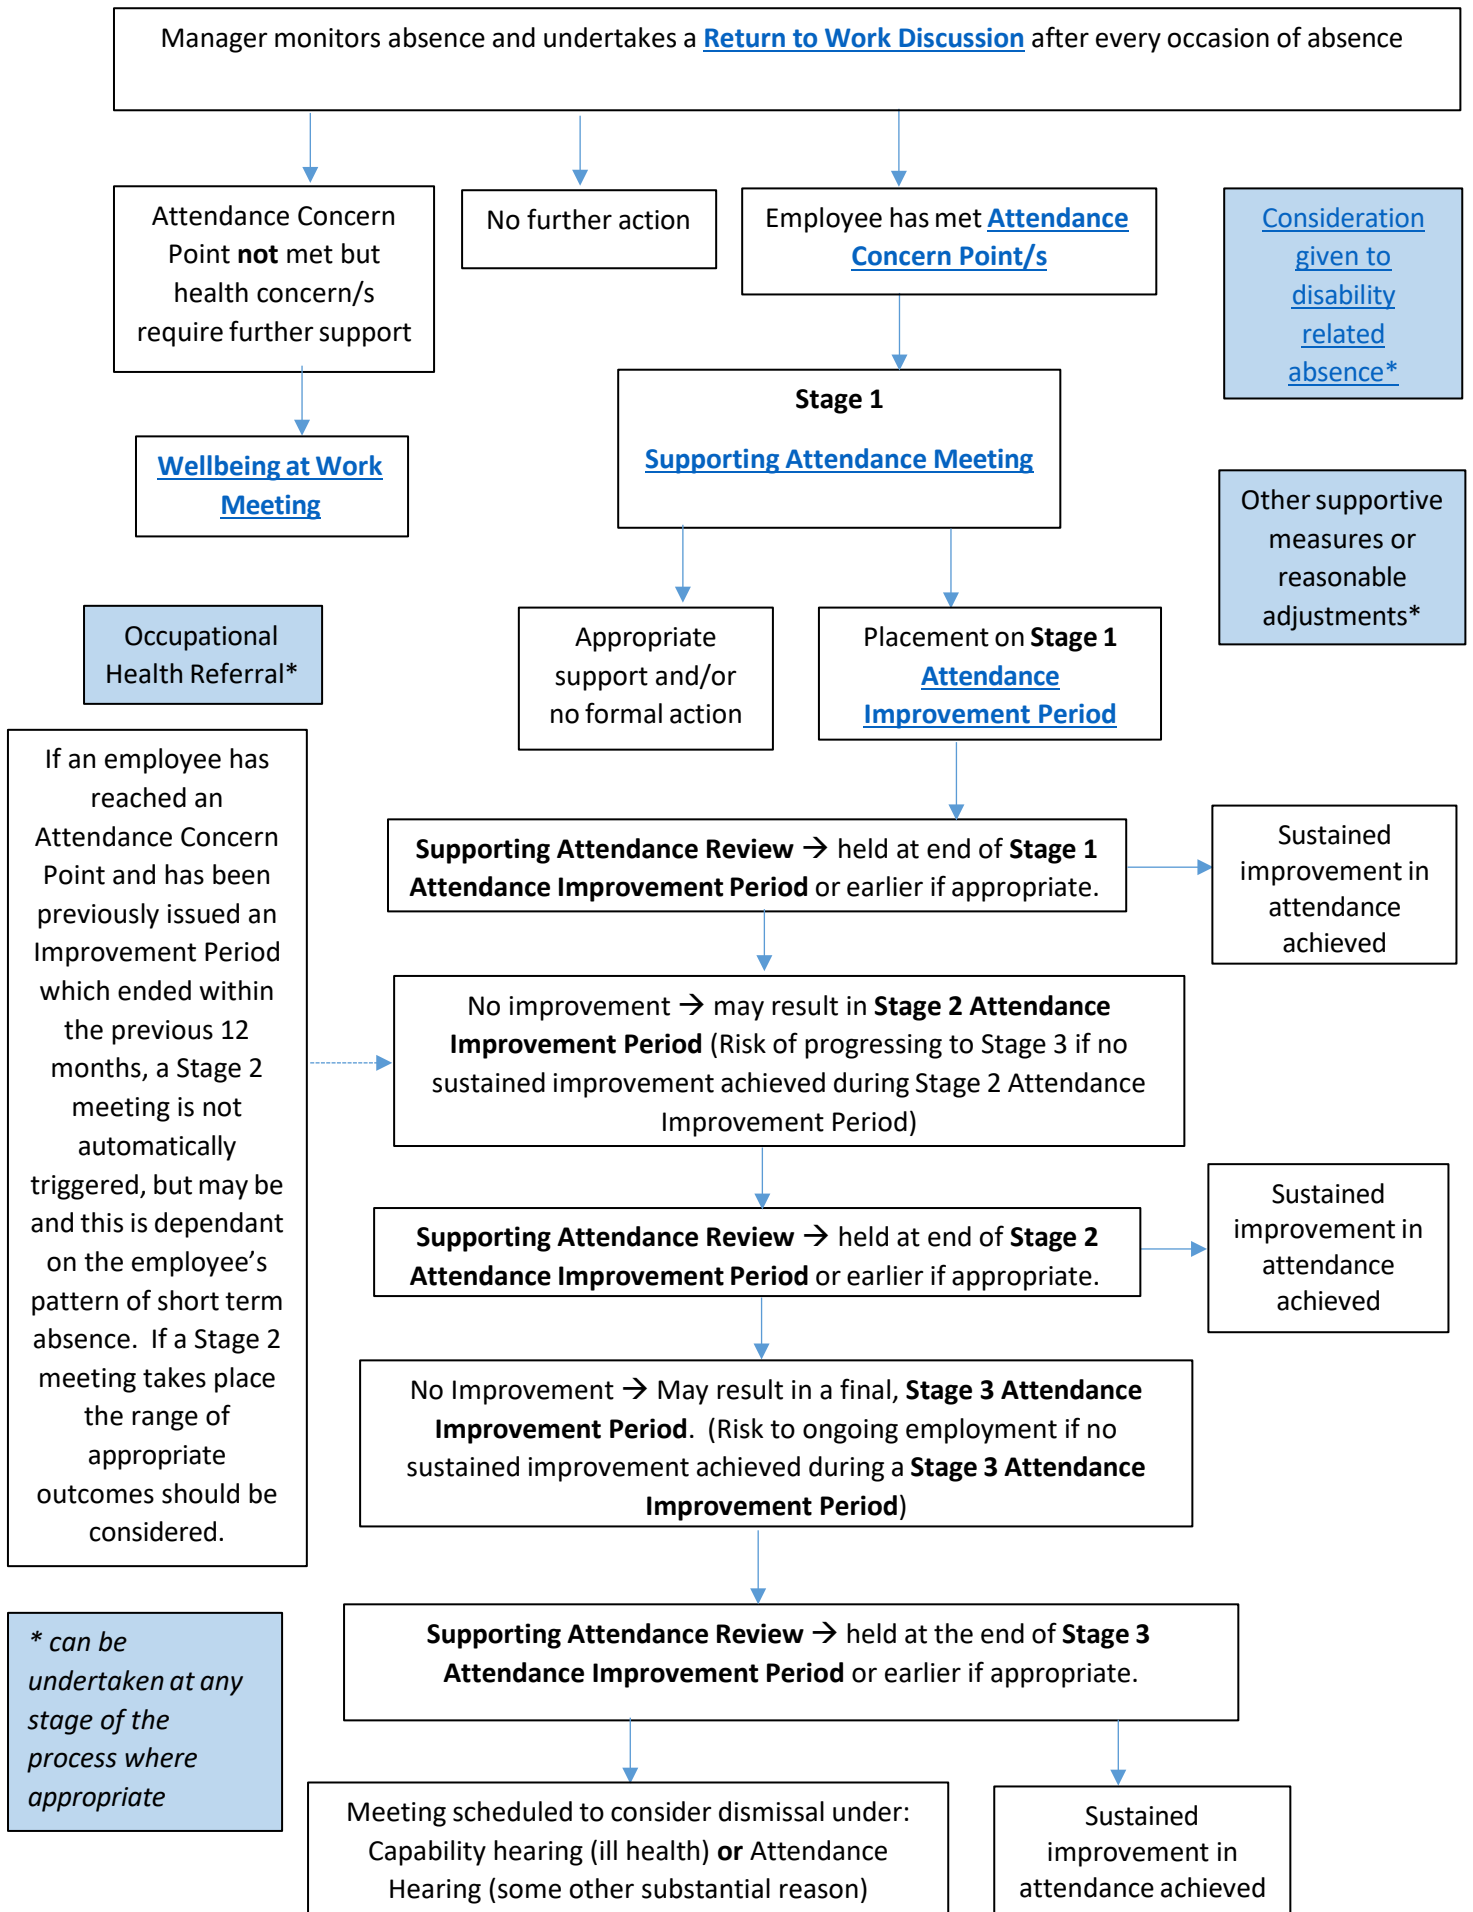 Manager monitors absence and undertakes a Return to Work Discussion after every occasion of absence
Attendance Concern
Point not met but
health concern/s
require further support
No further action
Employee has met Attendance
Concern Point/s
Consideration
given to
disability
related
absence*
Stage 1
Supporting Attendance Meeting
Wellbeing at Work
Meeting
Other supportive
measures or
reasonable
adjustments*
Occupational
Health Referral*
Appropriate
support and/or
no formal action
Placement on Stage 1
Attendance
Improvement Period
If an employee has
reached an
Attendance Concern
Point and has been
previously issued an
Improvement Period
which ended within
the previous 12
months, a Stage 2
meeting is not
automatically
triggered, but may be
and this is dependant
on the employee’s
pattern of short term
absence.  If a Stage 2
meeting takes place
the range of
appropriate
outcomes should be
considered.
Supporting Attendance Review → held at end of Stage 1
Attendance Improvement Period or earlier if appropriate.
Sustained
improvement in
attendance
achieved
No improvement → may result in Stage 2 Attendance
Improvement Period (Risk of progressing to Stage 3 if no
sustained improvement achieved during Stage 2 Attendance
Improvement Period)
Supporting Attendance Review → held at end of Stage 2
Attendance Improvement Period or earlier if appropriate.
Sustained
improvement in
attendance
achieved
No Improvement → May result in a final, Stage 3 Attendance
Improvement Period.  (Risk to ongoing employment if no
sustained improvement achieved during a Stage 3 Attendance
Improvement Period)
* can be
undertaken at any
stage of the
process where
appropriate
Supporting Attendance Review → held at the end of Stage 3
Attendance Improvement Period or earlier if appropriate.
Meeting scheduled to consider dismissal under:
Capability hearing (ill health) or Attendance
Hearing (some other substantial reason)
Sustained
improvement in
attendance achieved